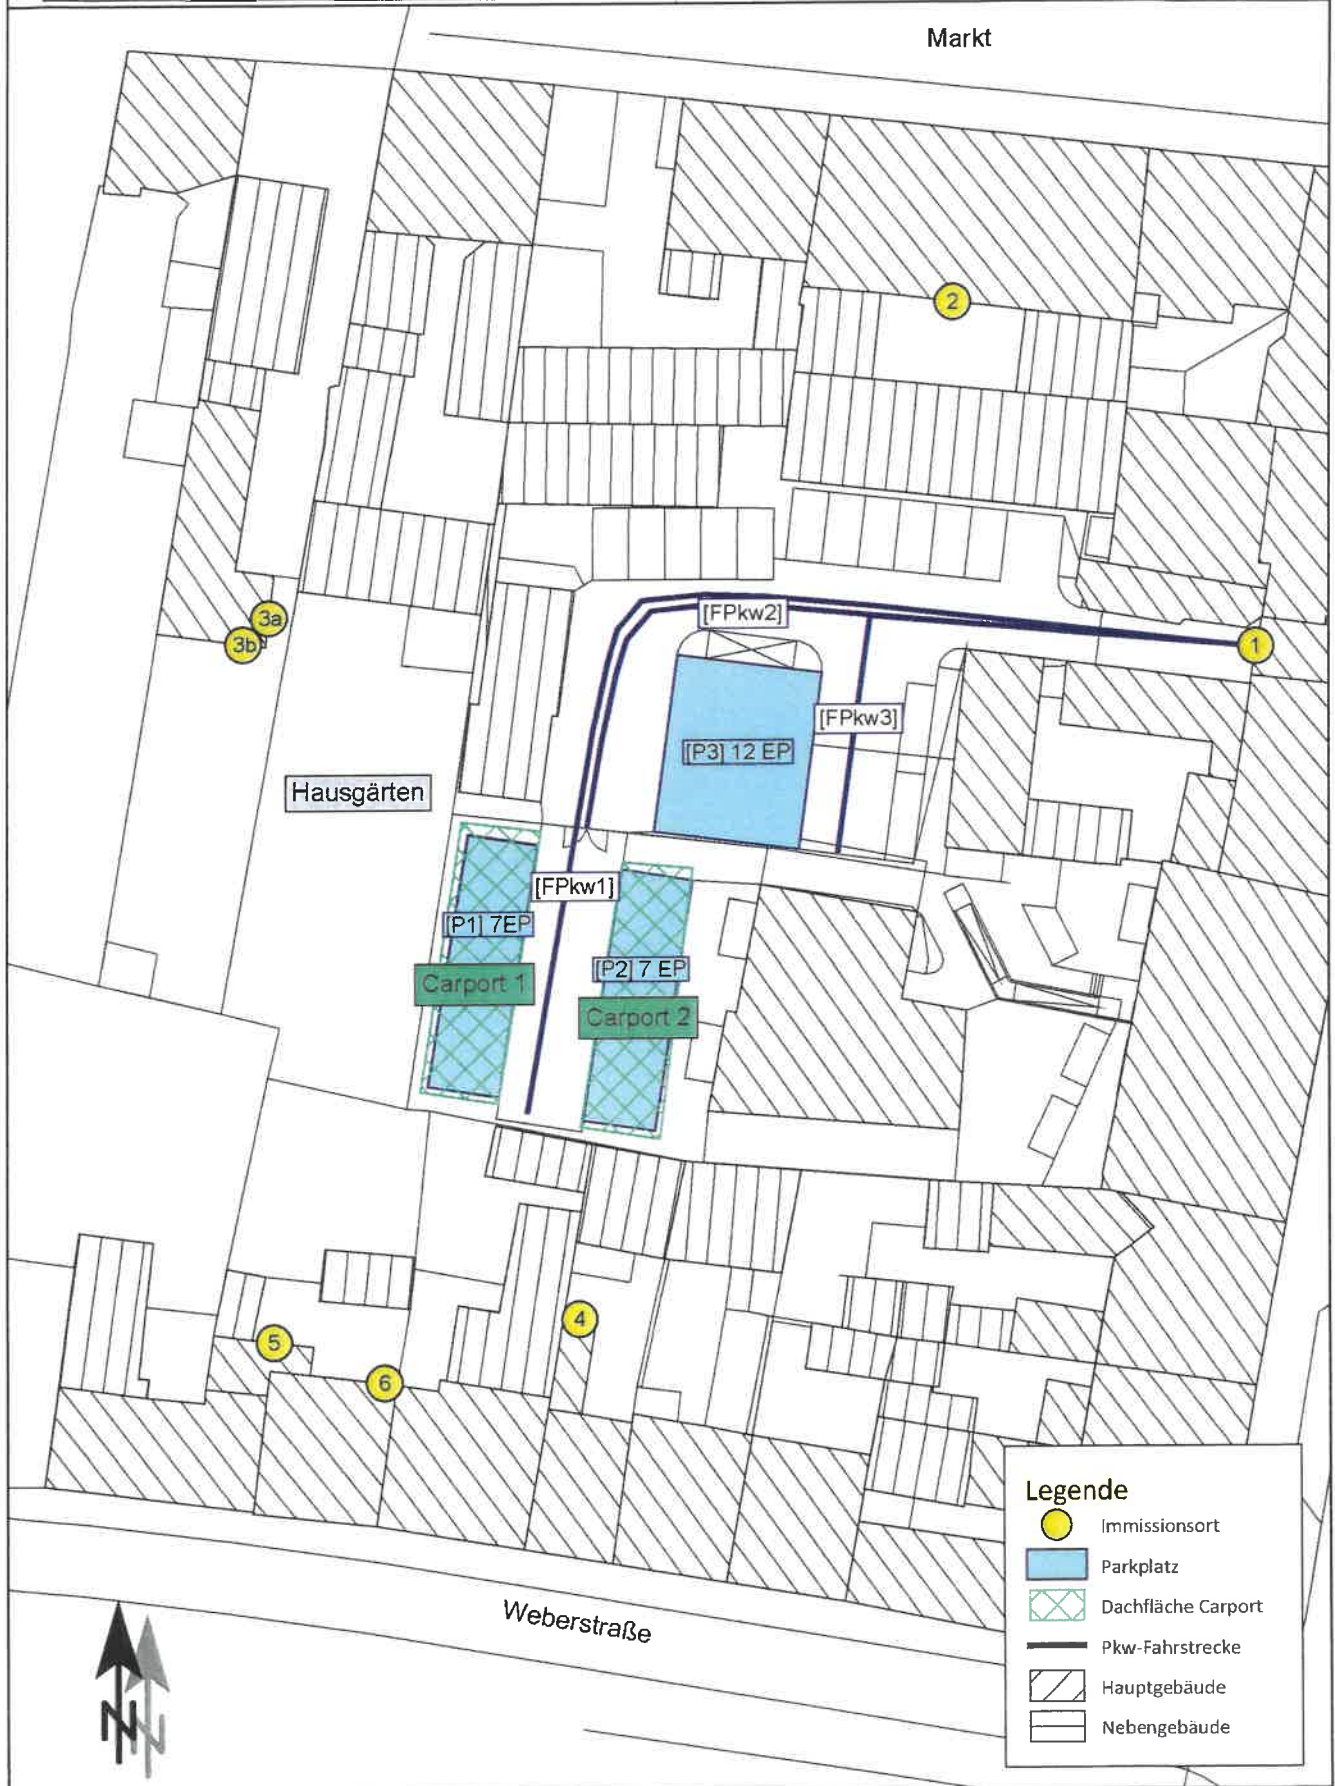 Markt
2
3a
3b
[FPkw2]
1
[FPkw3]
[P3] 12 EP
Hausgärten
[FPkw1]
[P1] 7EP
[P2] 7 EP
Carport 1
Carport 2
4
5
6
Legende
Immissionsort
Parkplatz
Dachfläche Carport
Pkw-Fahrstrecke
Hauptgebäude
Nebengebäude
Weberstraße
N